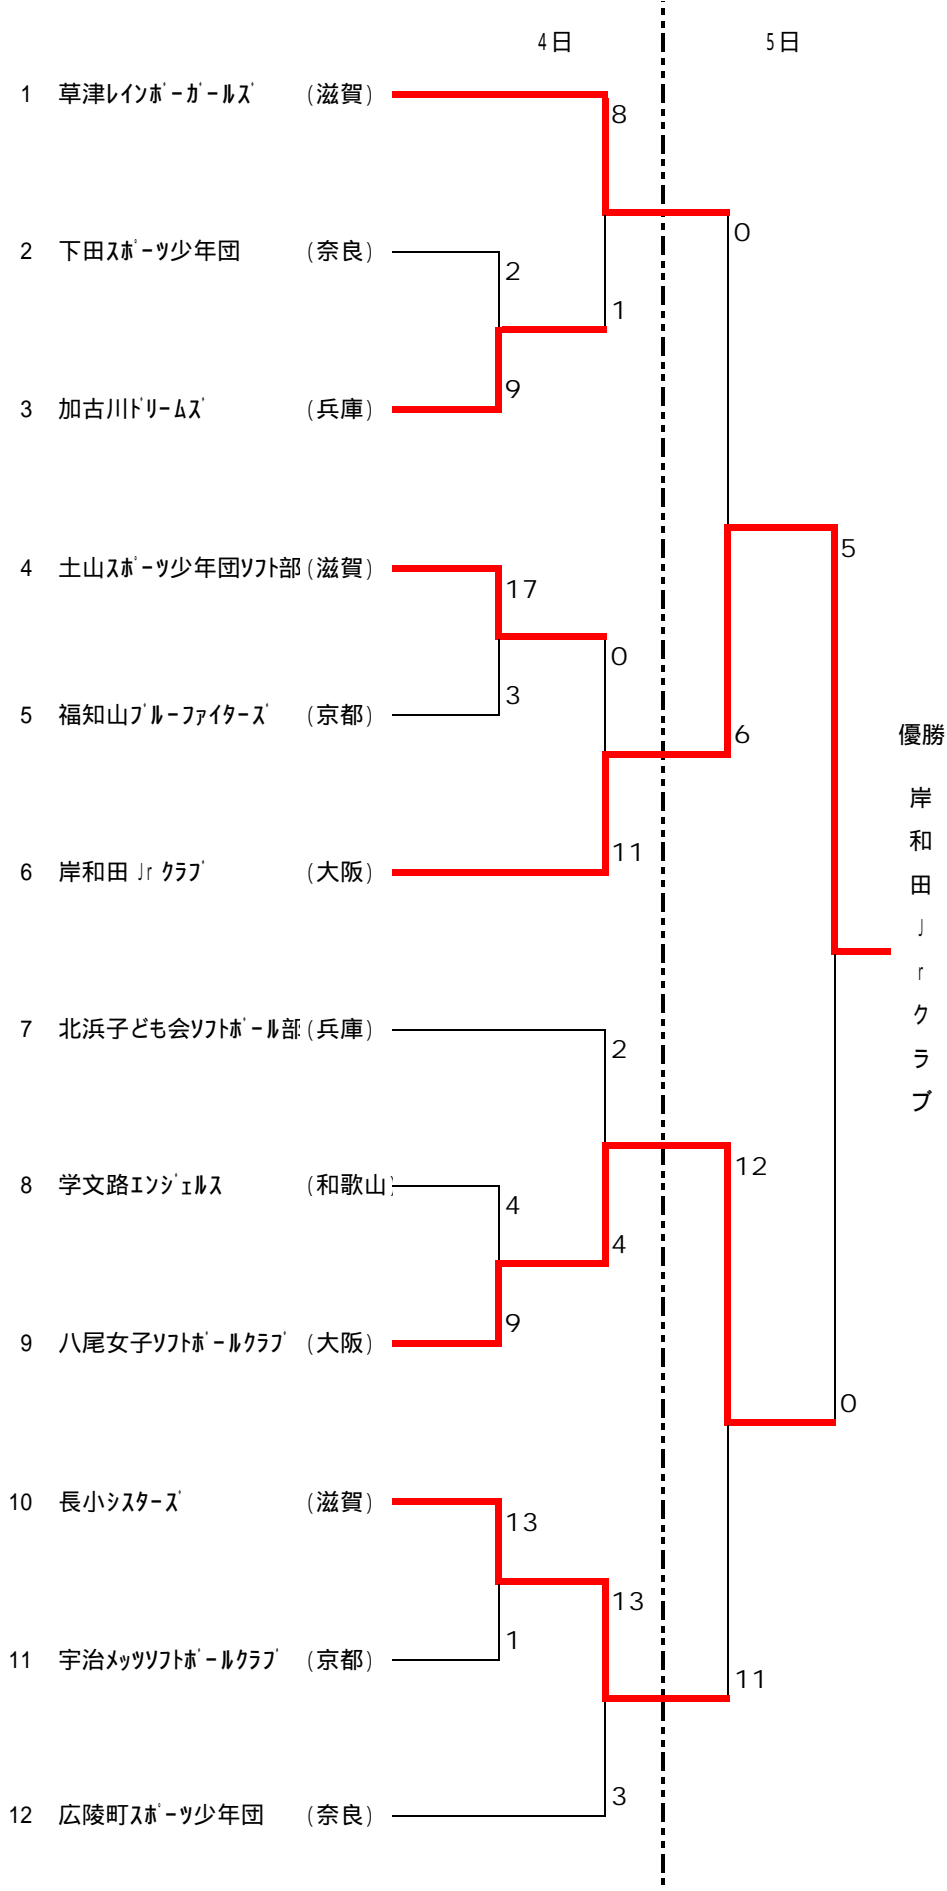 4日 5日
1 草津ﾚｲﾝﾎﾞｰｶﾞｰﾙｽﾞ (滋賀)
8
0
2 下田ｽﾎﾟｰﾂ少年団 (奈良)
2
1
9
3 加古川ﾄﾞﾘｰﾑｽﾞ (兵庫)
5
4 土山ｽﾎﾟｰﾂ少年団ｿﾌﾄ部 (滋賀)
17
0
3
5 福知山ﾌﾞﾙｰﾌｧｲﾀｰｽﾞ (京都)
6
11
6 岸和田 Jr ｸﾗﾌﾞ (大阪)
優勝
岸和田Jrクラブ
7 北浜子ども会ｿﾌﾄﾎﾞｰﾙ部 (兵庫)
2
12
8 学文路ｴﾝｼﾞｪﾙｽ (和歌山)
4
4
9
9 八尾女子ｿﾌﾄﾎﾞｰﾙｸﾗﾌﾞ (大阪)
0
10 長小ｼｽﾀｰｽﾞ (滋賀)
13
13
1
11 宇治ﾒｯﾂｿﾌﾄﾎﾞｰﾙｸﾗﾌﾞ (京都)
11
3
12 広陵町ｽﾎﾟｰﾂ少年団 (奈良)